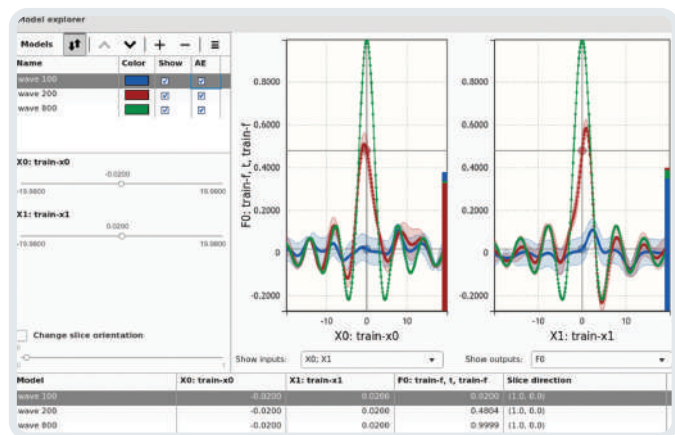 Model explorer
Models
Name Color Show AE
wave 100
wave 200
wave 800
X0: train-x0
-0.0200
-19.9800 19.9800
X1: train-x1
0.0200
-19.9800 19.9800
Change slice orientation
0
1
F0: train-f, t, train-f
0.8000
0.6000
0.4000
0.2000
0
-0.2000
-10 0 10
X0: train-x0
0.8000
0.6000
0.4000
0.2000
0
-0.2000
-10 0 10
X1: train-x1
Show inputs: X0; X1 Show outputs: F0
Model X0: train-x0 X1: train-x1 F0: train-f, t, train-f Slice direction
wave 100 -0.0200 0.0200 0.0200 (1.0, 0.0)
wave 200 -0.0200 0.0200 0.4804 (1.0, 0.0)
wave 800 -0.0200 0.0200 0.9999 (1.0, 0.0)